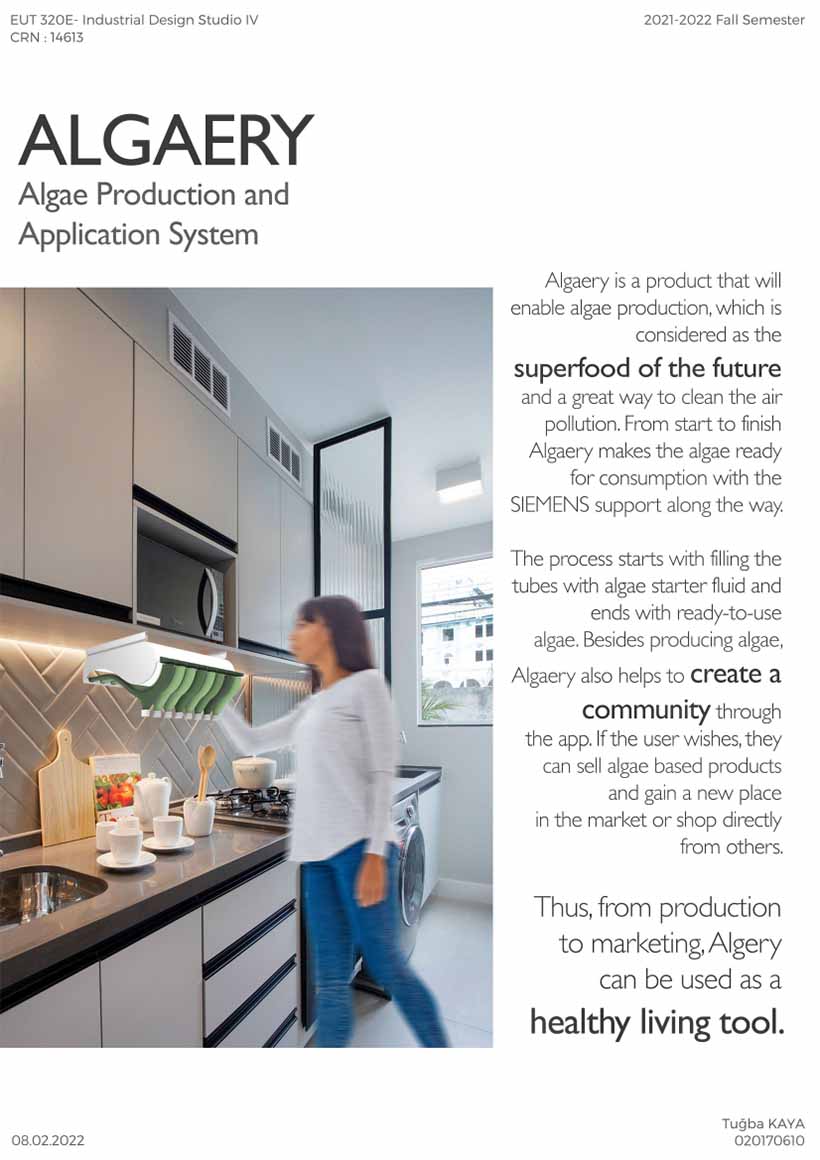 EUT 320E- Industrial Design Studio IV
CRN : 14613
2021-2022 Fall Semester
ALGAERY
Algae Production and
Application System
Algaery is a product that will
enable algae production, which is
considered as the
superfood of the future
and a great way to clean the air
pollution. From start to finish
Algaery makes the algae ready
for consumption with the
SIEMENS support along the way.
The process starts with filling the
tubes with algae starter fluid and
ends with ready-to-use
algae. Besides producing algae,
Algaery also helps to create a
community through
the app. If the user wishes, they
can sell algae based products
and gain a new place
in the market or shop directly
from others.
Thus, from production
to marketing, Algery
can be used as a
healthy living tool.
08.02.2022
Tuğba KAYA
020170610